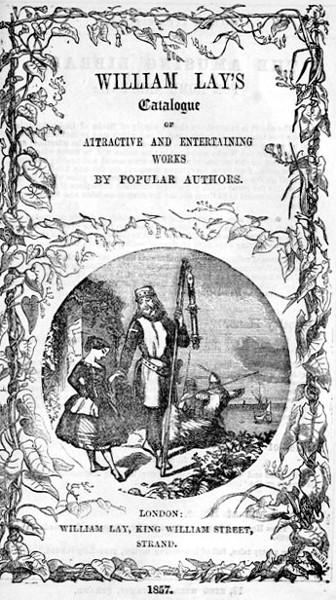 WILLIAM LAY'S
Catalogue
OF
ATTRACTIVE AND ENTERTAINING
WORKS
BY POPULAR AUTHORS.
LONDON:
WILLIAM LAY, KING WILLIAM STREET,
STRAND.
1857.